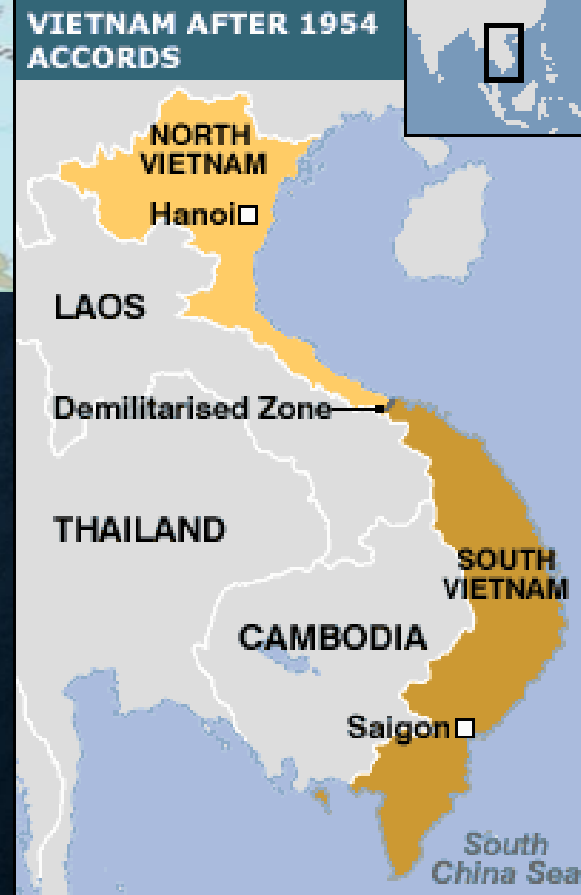 VIETNAM AFTER 1954
ACCORDS
NORTH
VIETNAM
Hanoi
LAOS
Demilitarised Zone
THAILAND
SOUTH
VIETNAM
CAMBODIA
Saigon
South
China Sea